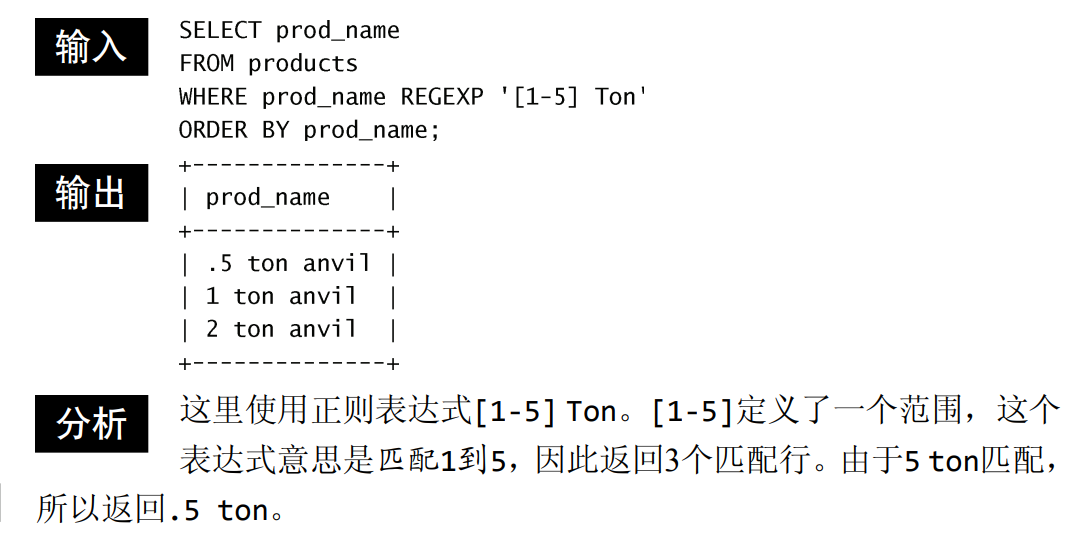 输入
SELECT prod_name
FROM products
WHERE prod_name REGEXP '[1-5] Ton'
ORDER BY prod_name;
输出
+--------------+
| prod_name    |
+--------------+
| .5 ton anvil |
| 1 ton anvil  |
| 2 ton anvil  |
+--------------+
分析
这里使用正则表达式[1-5] Ton。[1-5]定义了一个范围，这个
表达式意思是匹配1到5，因此返回3个匹配行。由于5 ton匹配，
所以返回.5 ton。